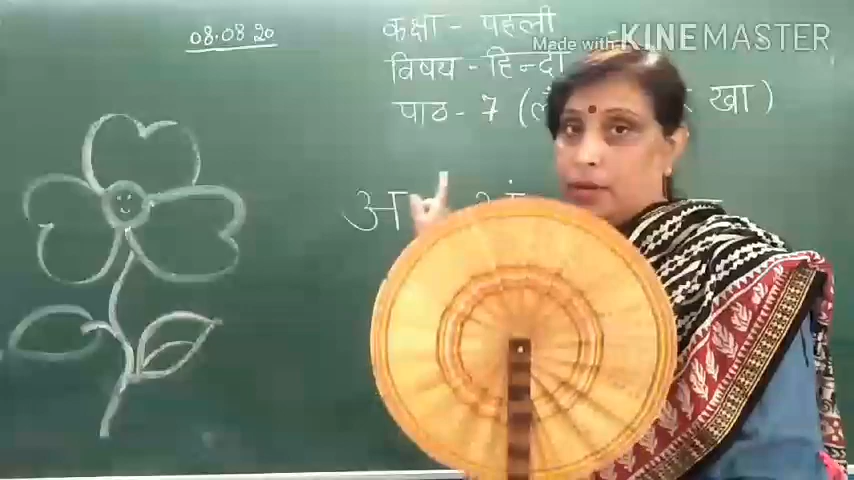 08.08.20
कक्षा - पहली
Made with KINEMASTER
विषय - हिन्दी
पाठ - 7 ( खा)
अ